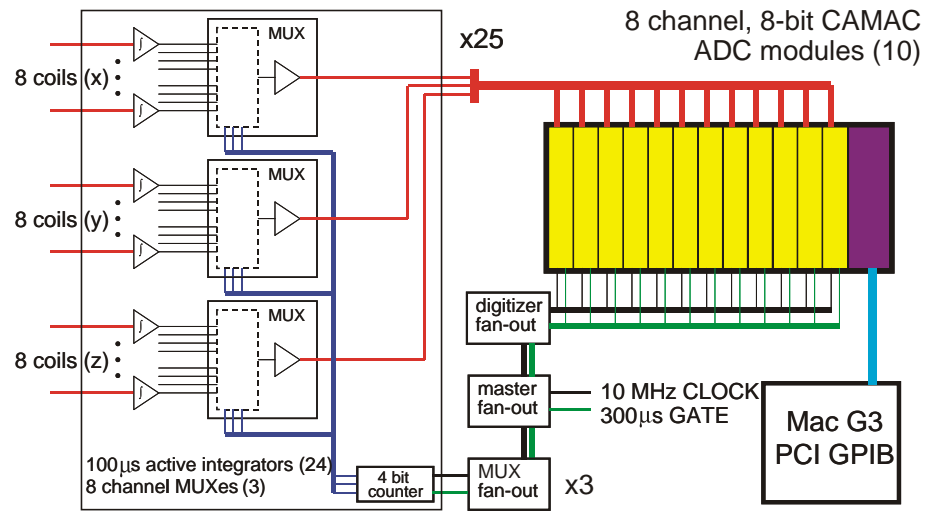 8 channel, 8-bit CAMAC
ADC modules (10)
x25
MUX
8 coils (x)
∫
∫
MUX
8 coils (y)
∫
∫
MUX
8 coils (z)
∫
∫
digitizer
fan-out
master
fan-out
10 MHz CLOCK
300µs GATE
Mac G3
PCI GPIB
100µs active integrators (24)
8 channel MUXes (3)
4 bit
counter
MUX
fan-out
x3